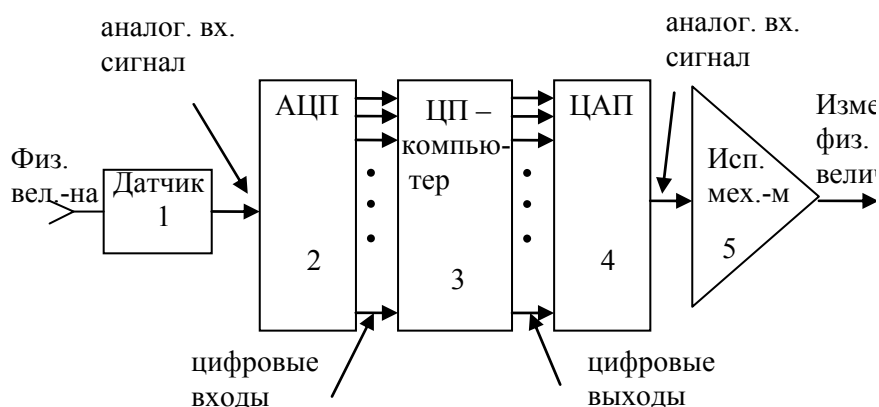 аналог. вх.
сигнал
аналог. вх.
сигнал
АЦП
ЦП –
компью-
тер
ЦАП
Физ.
вел.-на
Датчик
1
2
3
4
Исп.
мех.-м
5
физ.
цифровые
входы
цифровые
выходы